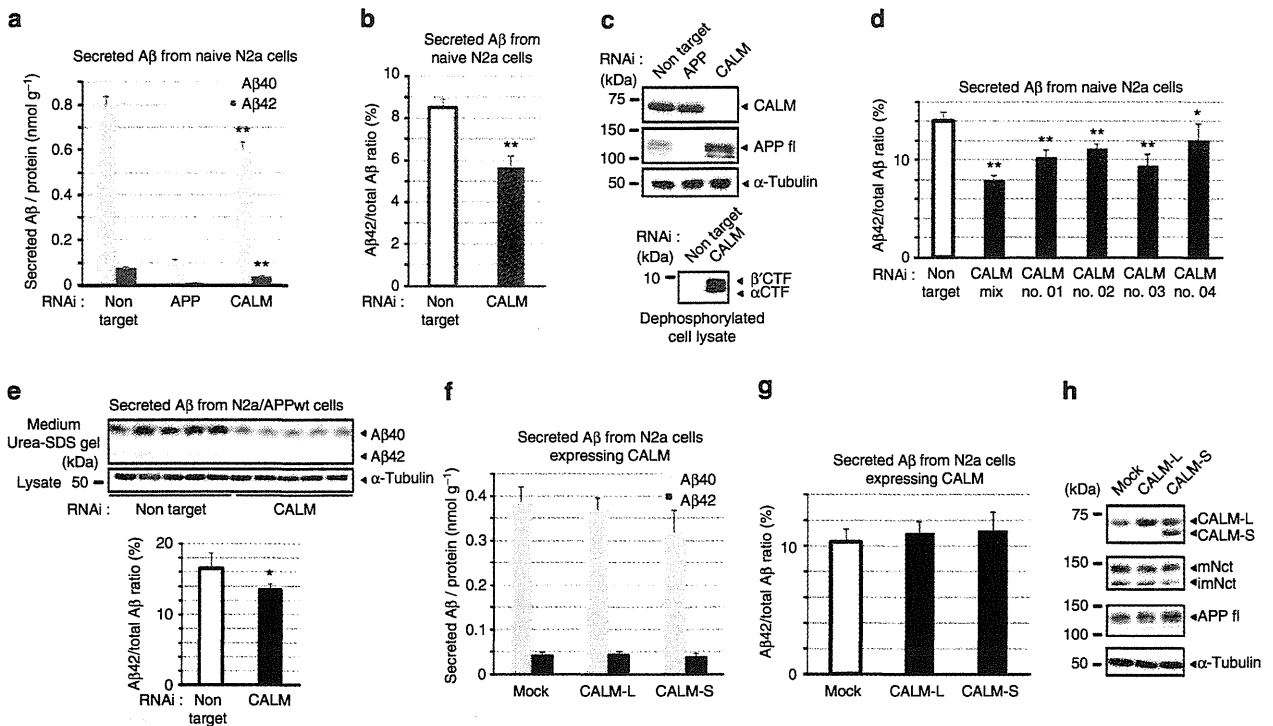 a
Secreted Aβ from naive N2a cells
Secreted Aβ / protein (nmol g⁻¹)
Aβ40
Aβ42
0.8
0.6
0.4
0.2
0
**
**
RNAi :
Non target
APP
CALM
b
Secreted Aβ from
naive N2a cells
Aβ42/total Aβ ratio (%)
10
8
6
4
2
0
**
RNAi :
Non target
CALM
c
RNAi :
Non target
APP
CALM
(kDa)
75
CALM
150
APP fl
100
50
α-Tubulin
RNAi :
Non target
CALM
(kDa)
10
β′CTF
αCTF
Dephosphorylated
cell lysate
d
Secreted Aβ from naive N2a cells
Aβ42/total Aβ ratio (%)
10
0
**
**
**
**
*
RNAi :
Non target
CALM mix
CALM no. 01
CALM no. 02
CALM no. 03
CALM no. 04
e
Secreted Aβ from N2a/APPwt cells
Medium
Urea-SDS gel
(kDa)
Aβ40
Aβ42
Lysate 50
α-Tubulin
RNAi :
Non target
CALM
Aβ42/total Aβ ratio (%)
20
10
0
*
RNAi :
Non target
CALM
f
Secreted Aβ from N2a cells
expressing CALM
Secreted Aβ / protein (nmol g⁻¹)
Aβ40
Aβ42
0.4
0.3
0.2
0.1
0
Mock
CALM-L
CALM-S
g
Secreted Aβ from N2a cells
expressing CALM
Aβ42/total Aβ ratio (%)
10
0
Mock
CALM-L
CALM-S
h
Mock
CALM-L
CALM-S
(kDa)
75
CALM-L
CALM-S
150
mNct
imNct
150
APP fl
100
50
α-Tubulin